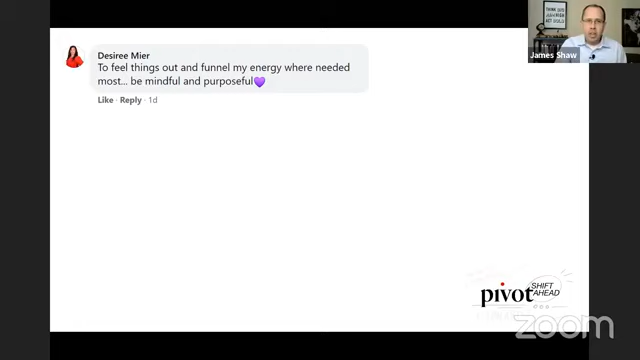 Desiree Mier
To feel things out and funnel my energy where needed
most... be mindful and purposeful💜
Like · Reply · 1d
James Shaw
pivot
SHIFT
AHEAD
zoom